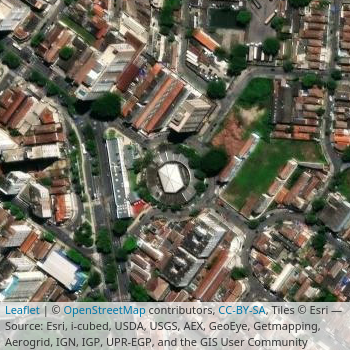 Leaflet | © OpenStreetMap contributors, CC-BY-SA, Tiles © Esri —
Source: Esri, i-cubed, USDA, USGS, AEX, GeoEye, Getmapping,
Aerogrid, IGN, IGP, UPR-EGP, and the GIS User Community